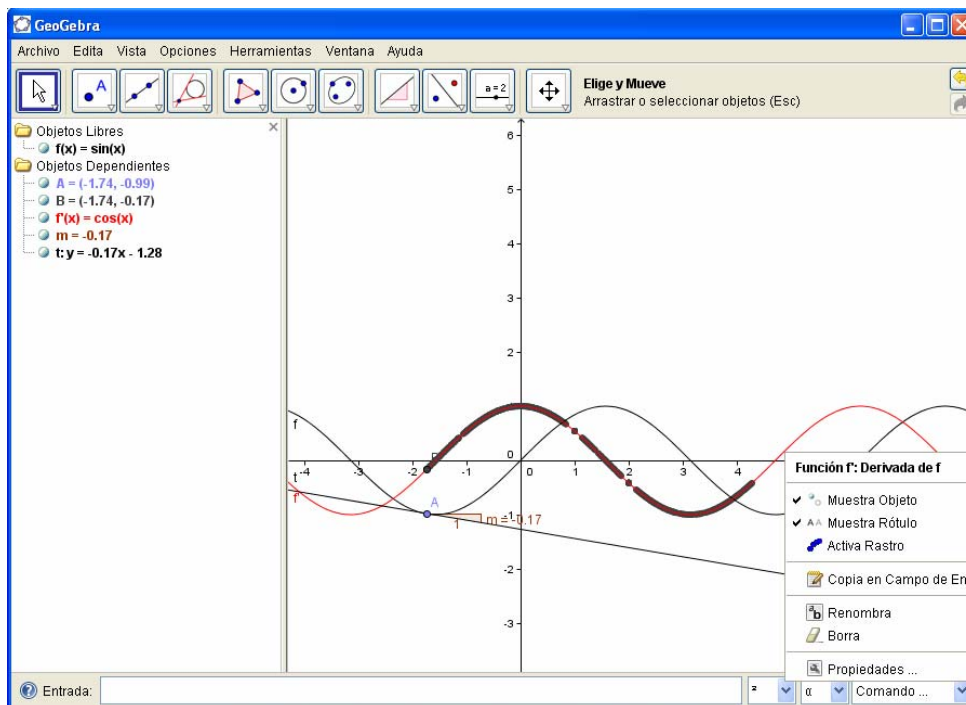 GeoGebra
Archivo Edita Vista Opciones Herramientas Ventana Ayuda
A
a = 2
Elige y Mueve
Arrastrar o seleccionar objetos (Esc)
Objetos Libres
f(x) = sin(x)
Objetos Dependientes
A = (-1.74, -0.99)
B = (-1.74, -0.17)
f'(x) = cos(x)
m = -0.17
t: y = -0.17x - 1.28
6
5
4
3
2
1
0
-4 -3 -2 -1 0 1 2 3 4
-1
-2
-3
f
t
f'
A
1
m = -0.17
Función f': Derivada de f
Muestra Objeto
Muestra Rótulo
Activa Rastro
Copia en Campo de En
Renombra
Borra
Propiedades ...
Entrada:
²
α
Comando ...